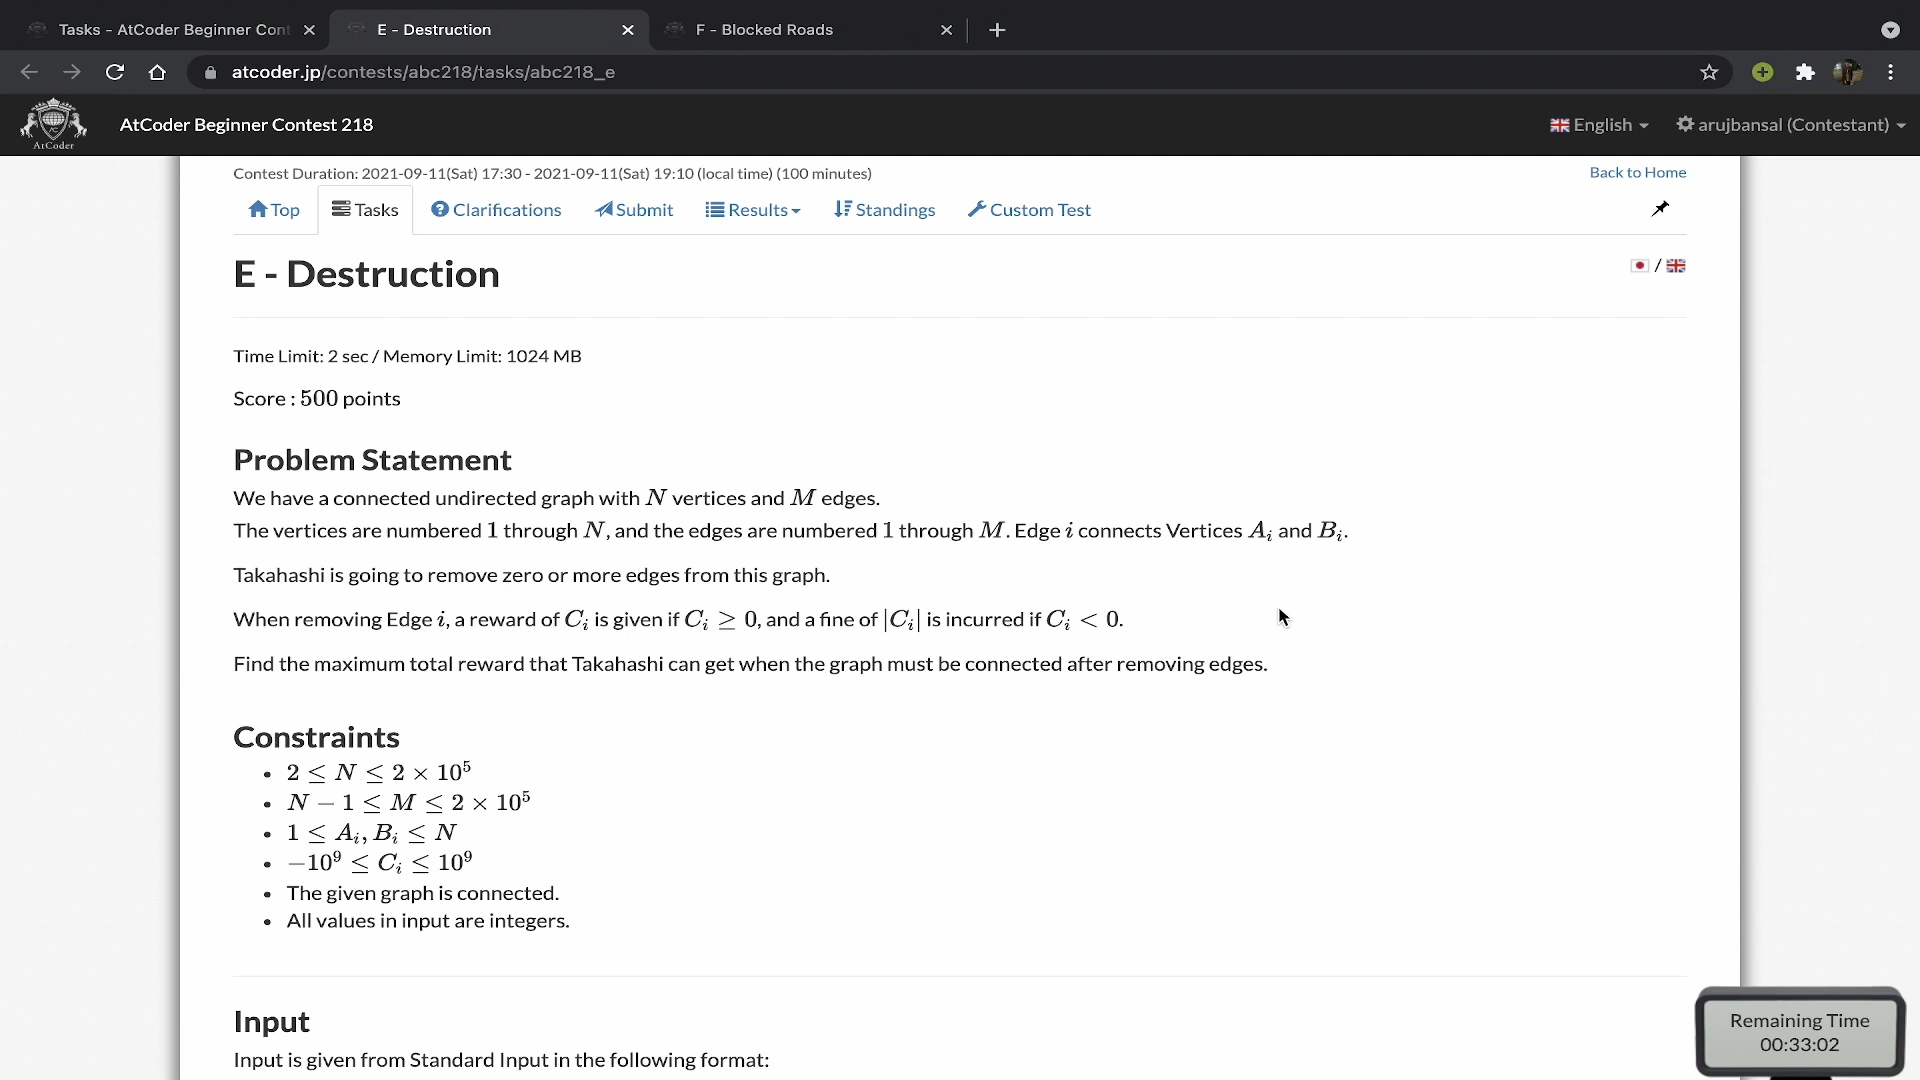 Tasks - AtCoder Beginner Cont
E - Destruction
F - Blocked Roads
atcoder.jp/contests/abc218/tasks/abc218_e
AtCoder
AtCoder Beginner Contest 218
English
arujbansal (Contestant)
Contest Duration: 2021-09-11(Sat) 17:30 - 2021-09-11(Sat) 19:10 (local time) (100 minutes)
Back to Home
Top
Tasks
Clarifications
Submit
Results
Standings
Custom Test
E - Destruction
/
Time Limit: 2 sec / Memory Limit: 1024 MB
Score : 500 points
Problem Statement
We have a connected undirected graph with N vertices and M edges.
The vertices are numbered 1 through N, and the edges are numbered 1 through M. Edge i connects Vertices A_i and B_i.
Takahashi is going to remove zero or more edges from this graph.
When removing Edge i, a reward of C_i is given if C_i ≥ 0, and a fine of |C_i| is incurred if C_i < 0.
Find the maximum total reward that Takahashi can get when the graph must be connected after removing edges.
Constraints
• 2 ≤ N ≤ 2 × 10^5
• N − 1 ≤ M ≤ 2 × 10^5
• 1 ≤ A_i, B_i ≤ N
• −10^9 ≤ C_i ≤ 10^9
• The given graph is connected.
• All values in input are integers.
Input
Input is given from Standard Input in the following format:
Remaining Time
00:33:02